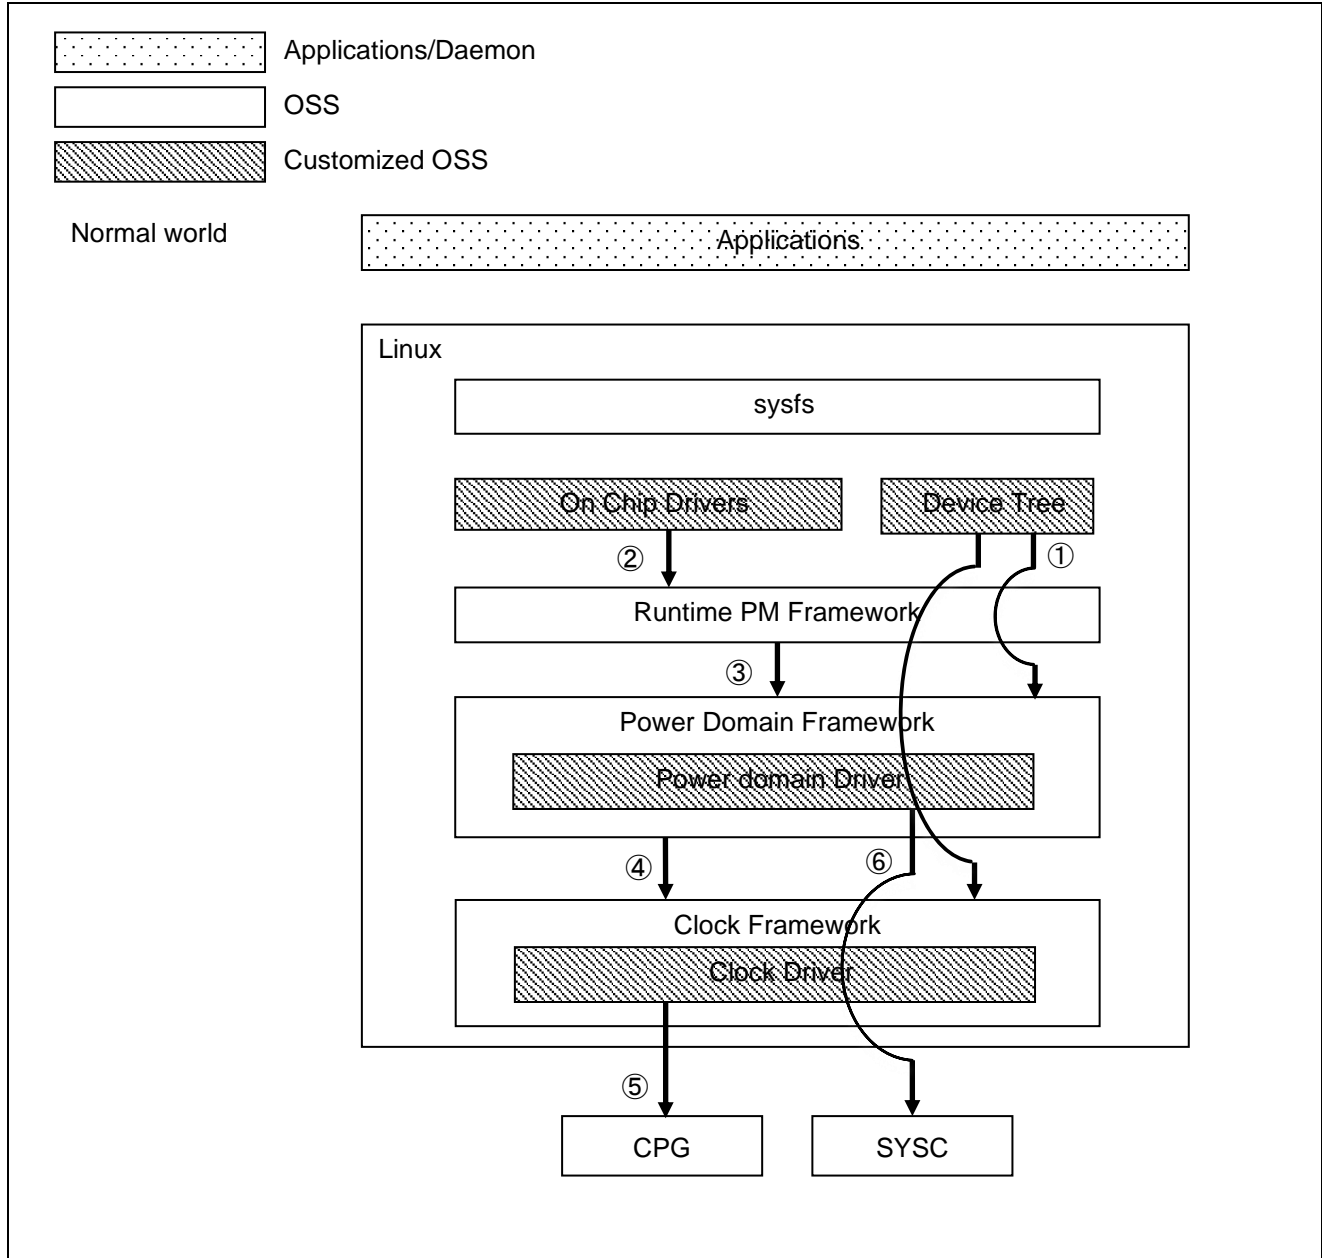 Applications/Daemon
OSS
Customized OSS
Normal world
Applications
Linux
sysfs
On Chip Drivers
Device Tree
②
①
Runtime PM Framework
③
Power Domain Framework
Power domain Driver
④
⑥
Clock Framework
Clock Driver
⑤
CPG
SYSC